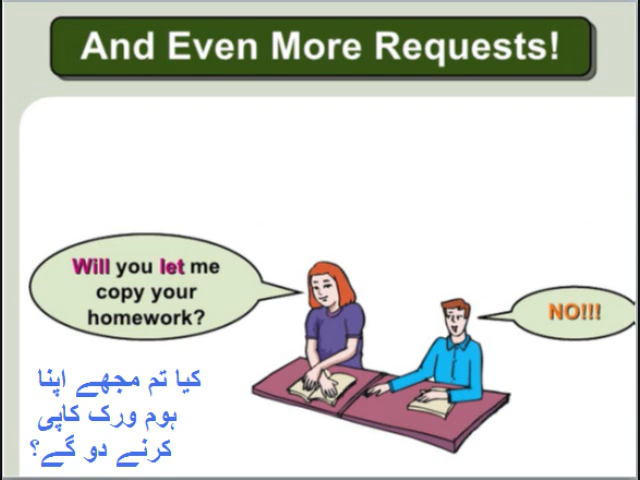 And Even More Requests!
Will you let me
copy your
homework?
NO!!!
کیا تم مجھے اپنا
ہوم ورک کاپی
کرنے دو گے؟